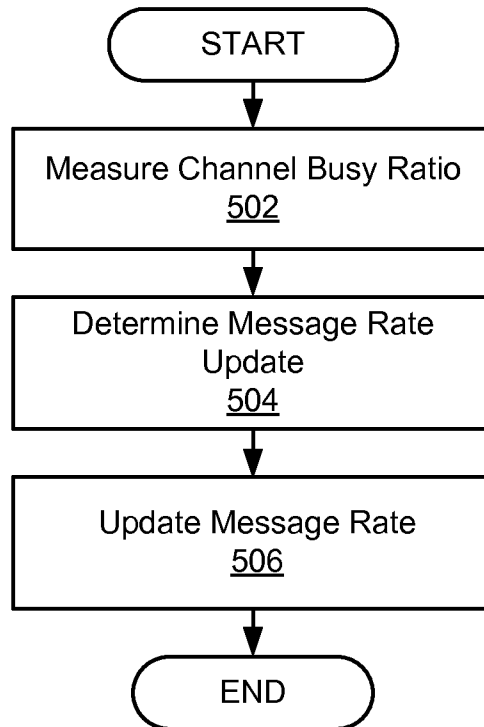 START
Measure Channel Busy Ratio
502
Determine Message Rate
Update
504
Update Message Rate
506
END